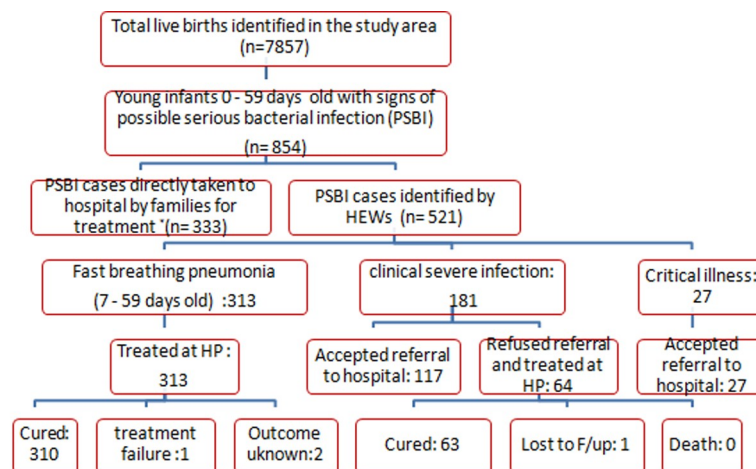 Total live births identified in the study area
(n=7857)
Young infants 0 - 59 days old with signs of
possible serious bacterial infection (PSBI)
(n= 854)
PSBI cases directly taken to
hospital by families for
treatment *(n= 333)
PSBI cases identified by
HEWs (n= 521)
Fast breathing pneumonia
(7 - 59 days old) :313
clinical severe infection:
181
Critical illness:
27
Treated at HP :
313
Accepted referral
to hospital: 117
Refused referral
and treated at
HP: 64
Accepted
referral to
hospital: 27
Cured:
310
treatment
failure :1
Outcome
uknown:2
Cured: 63
Lost to F/up: 1
Death: 0